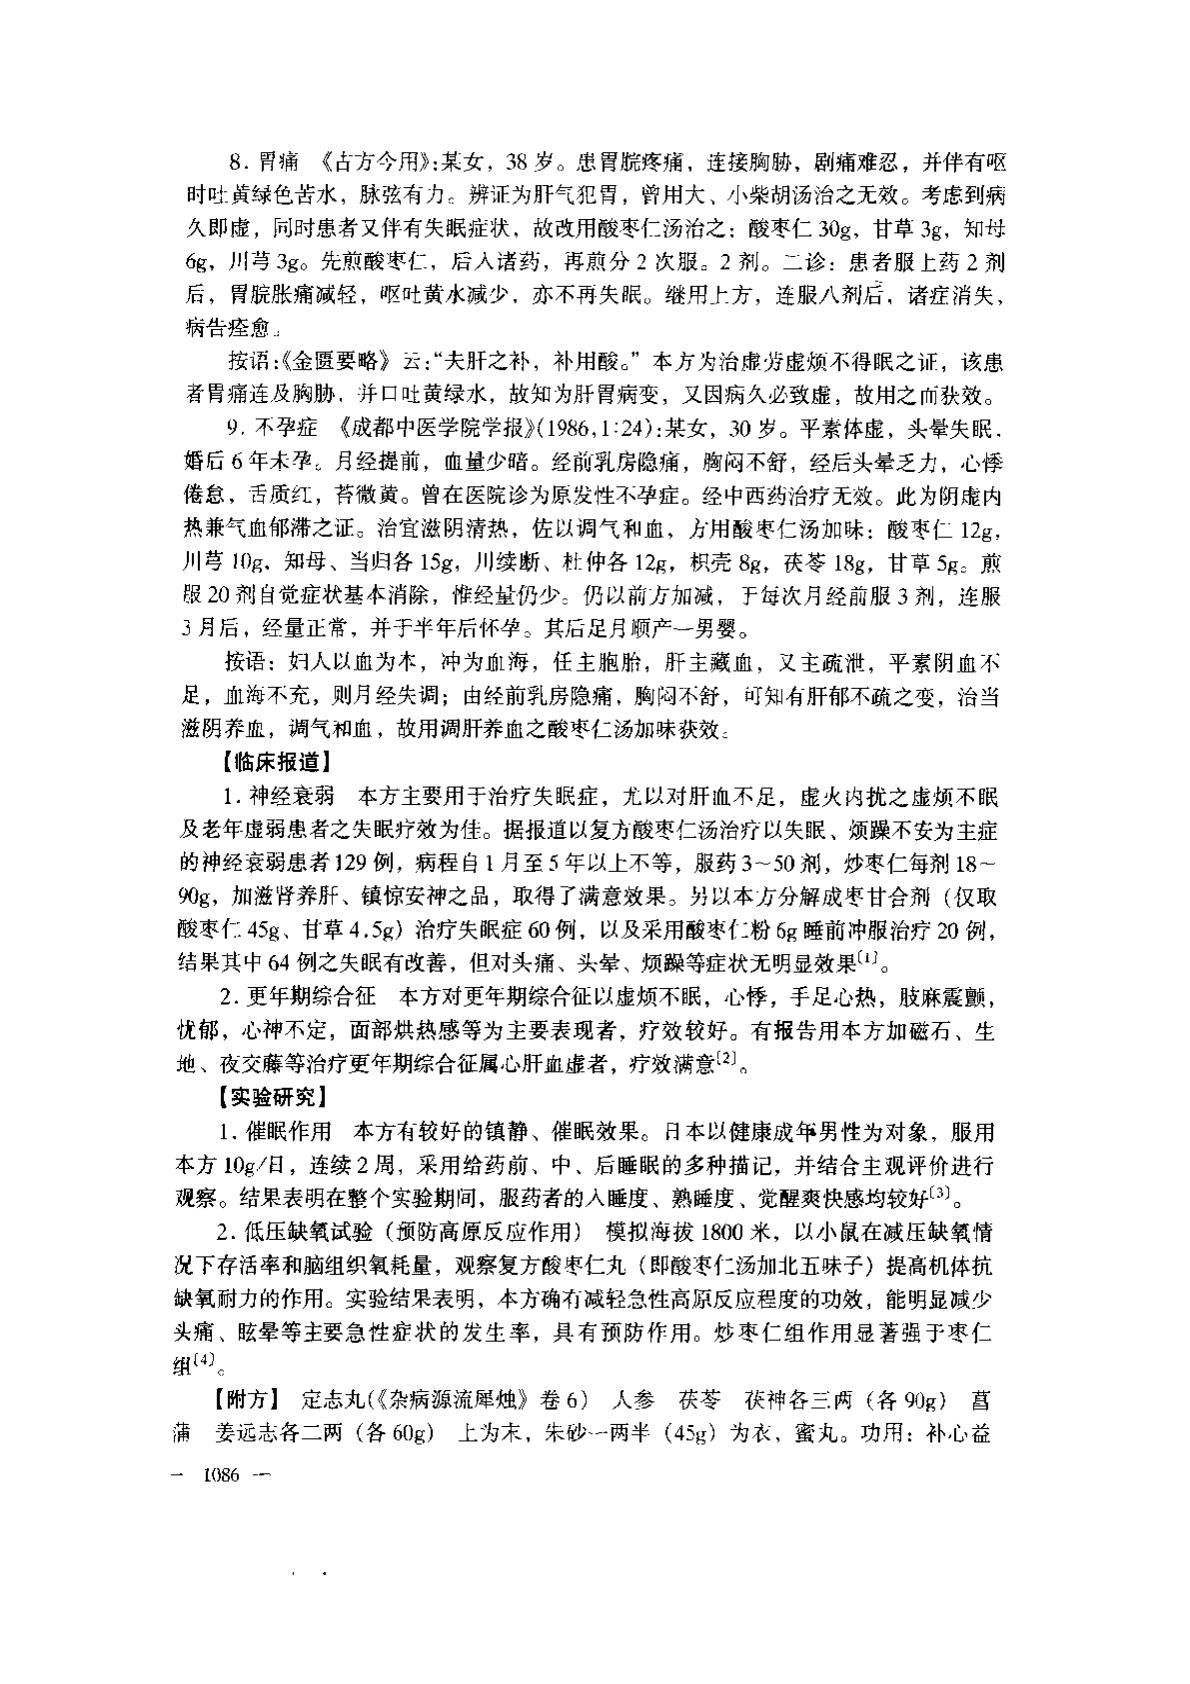 8. 胃痛 《古方今用》:某女，38 岁。患胃脘疼痛，连接胸胁，剧痛难忍，并伴有呕
时吐黄绿色苦水，脉弦有力。辨证为肝气犯胃，曾用大、小柴胡汤治之无效。考虑到病
久即虚，同时患者又伴有失眠症状，故改用酸枣仁汤治之：酸枣仁 30g，甘草 3g，知母
6g，川芎 3g。先煎酸枣仁，后入诸药，再煎分 2 次服。2 剂。二诊：患者服上药 2 剂
后，胃脘胀痛减轻，呕吐黄水减少，亦不再失眠。继用上方，连服八剂后，诸症消失，
病告痊愈。
按语:《金匮要略》云:“夫肝之补，补用酸。”本方为治虚劳虚烦不得眠之证，该患
者胃痛连及胸胁，并口吐黄绿水，故知为肝胃病变，又因病久必致虚，故用之而获效。
9. 不孕症 《成都中医学院学报》(1986,1:24):某女，30 岁。平素体虚，头晕失眠，
婚后 6 年未孕。月经提前，血量少暗。经前乳房隐痛，胸闷不舒，经后头晕乏力，心悸
倦怠，舌质红，苔微黄。曾在医院诊为原发性不孕症。经中西药治疗无效。此为阴虚内
热兼气血郁滞之证。治宜滋阴清热，佐以调气和血，方用酸枣仁汤加味：酸枣仁 12g，
川芎 10g，知母、当归各 15g，川续断、杜仲各 12g，枳壳 8g，茯苓 18g，甘草 5g。煎
服 20 剂自觉症状基本消除，惟经量仍少。仍以前方加减，于每次月经前服 3 剂，连服
3 月后，经量正常，并于半年后怀孕。其后足月顺产一男婴。
按语：妇人以血为本，冲为血海，任主胞胎，肝主藏血，又主疏泄，平素阴血不
足，血海不充，则月经失调；由经前乳房隐痛，胸闷不舒，可知有肝郁不疏之变，治当
滋阴养血，调气和血，故用调肝养血之酸枣仁汤加味获效。
【临床报道】
1. 神经衰弱 本方主要用于治疗失眠症，尤以对肝血不足，虚火内扰之虚烦不眠
及老年虚弱患者之失眠疗效为佳。据报道以复方酸枣仁汤治疗以失眠、烦躁不安为主症
的神经衰弱患者 129 例，病程自 1 月至 5 年以上不等，服药 3～50 剂，炒枣仁每剂 18～
90g，加滋肾养肝、镇惊安神之品，取得了满意效果。另以本方分解成枣甘合剂（仅取
酸枣仁 45g、甘草 4.5g）治疗失眠症 60 例，以及采用酸枣仁粉 6g 睡前冲服治疗 20 例，
结果其中 64 例之失眠有改善，但对头痛、头晕、烦躁等症状无明显效果〔1〕。
2. 更年期综合征 本方对更年期综合征以虚烦不眠，心悸，手足心热，肢麻震颤，
忧郁，心神不定，面部烘热感等为主要表现者，疗效较好。有报告用本方加磁石、生
地、夜交藤等治疗更年期综合征属心肝血虚者，疗效满意〔2〕。
【实验研究】
1. 催眠作用 本方有较好的镇静、催眠效果。日本以健康成年男性为对象，服用
本方 10g/日，连续 2 周，采用给药前、中、后睡眠的多种描记，并结合主观评价进行
观察。结果表明在整个实验期间，服药者的入睡度、熟睡度、觉醒爽快感均较好〔3〕。
2. 低压缺氧试验（预防高原反应作用） 模拟海拔 1800 米，以小鼠在减压缺氧情
况下存活率和脑组织氧耗量，观察复方酸枣仁丸（即酸枣仁汤加北五味子）提高机体抗
缺氧耐力的作用。实验结果表明，本方确有减轻急性高原反应程度的功效，能明显减少
头痛、眩晕等主要急性症状的发生率，具有预防作用。炒枣仁组作用显著强于枣仁
组〔4〕。
【附方】 定志丸(《杂病源流犀烛》卷 6） 人参 茯苓 茯神各三两（各 90g） 菖
蒲 姜远志各二两（各 60g） 上为末，朱砂一两半（45g）为衣，蜜丸。功用：补心益
— 1086 —